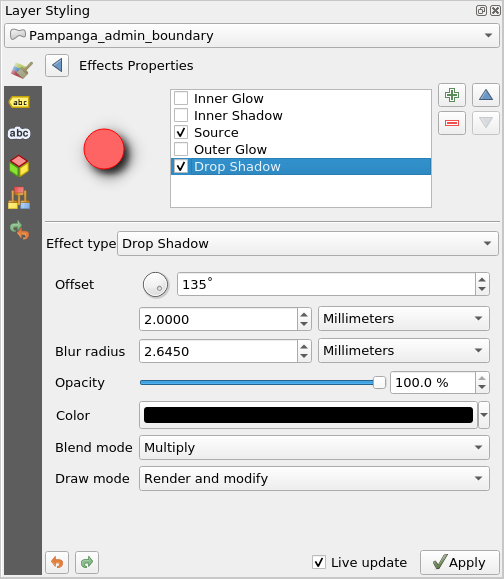 Layer Styling
Pampanga_admin_boundary
Effects Properties
abc
abc
Inner Glow
Inner Shadow
Source
Outer Glow
Drop Shadow
Effect type Drop Shadow
Offset 135°
2.0000 Millimeters
Blur radius 2.6450 Millimeters
Opacity 100.0 %
Color
Blend mode Multiply
Draw mode Render and modify
Live update Apply